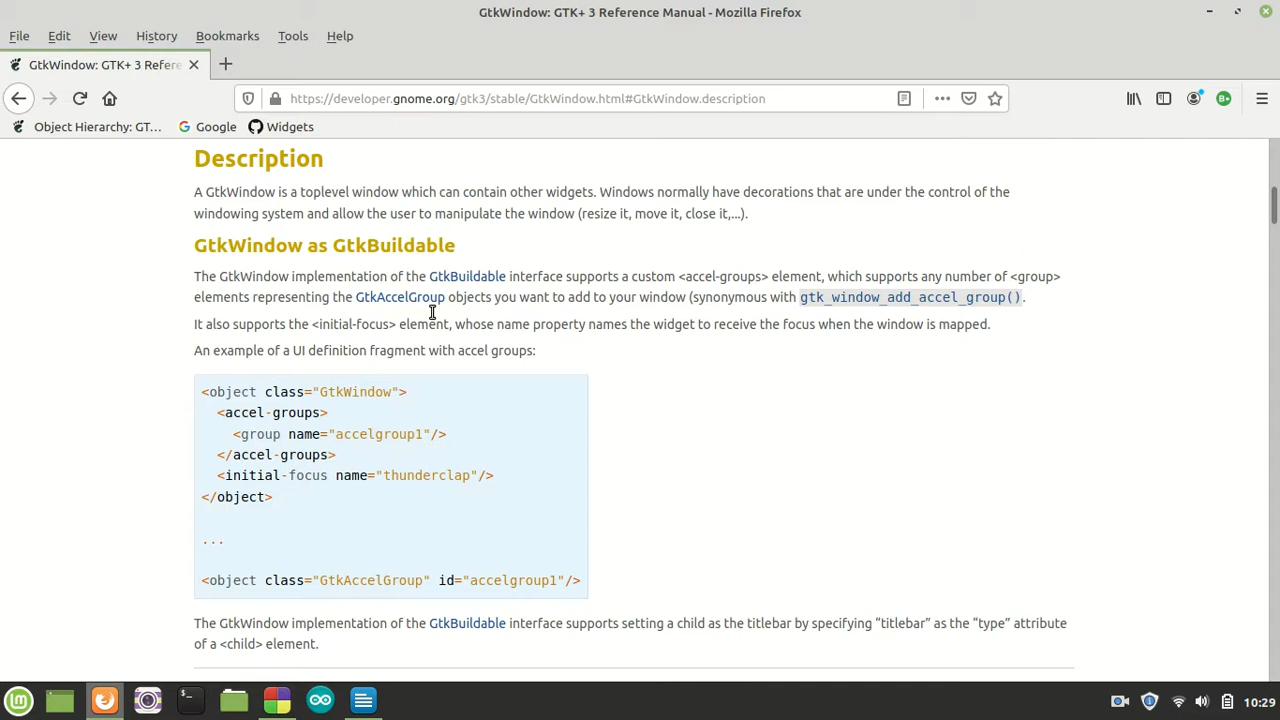 GtkWindow: GTK+ 3 Reference Manual - Mozilla Firefox
File Edit View History Bookmarks Tools Help
GtkWindow: GTK+ 3 Refere
https://developer.gnome.org/gtk3/stable/GtkWindow.html#GtkWindow.description
Object Hierarchy: GT... Google Widgets
Description
A GtkWindow is a toplevel window which can contain other widgets. Windows normally have decorations that are under the control of the
windowing system and allow the user to manipulate the window (resize it, move it, close it,...).
GtkWindow as GtkBuildable
The GtkWindow implementation of the GtkBuildable interface supports a custom <accel-groups> element, which supports any number of <group>
elements representing the GtkAccelGroup objects you want to add to your window (synonymous with gtk_window_add_accel_group().
It also supports the <initial-focus> element, whose name property names the widget to receive the focus when the window is mapped.
An example of a UI definition fragment with accel groups:
<object class="GtkWindow">
<accel-groups>
<group name="accelgroup1"/>
</accel-groups>
<initial-focus name="thunderclap"/>
</object>
...
<object class="GtkAccelGroup" id="accelgroup1"/>
The GtkWindow implementation of the GtkBuildable interface supports setting a child as the titlebar by specifying “titlebar” as the “type” attribute
of a <child> element.
10:29